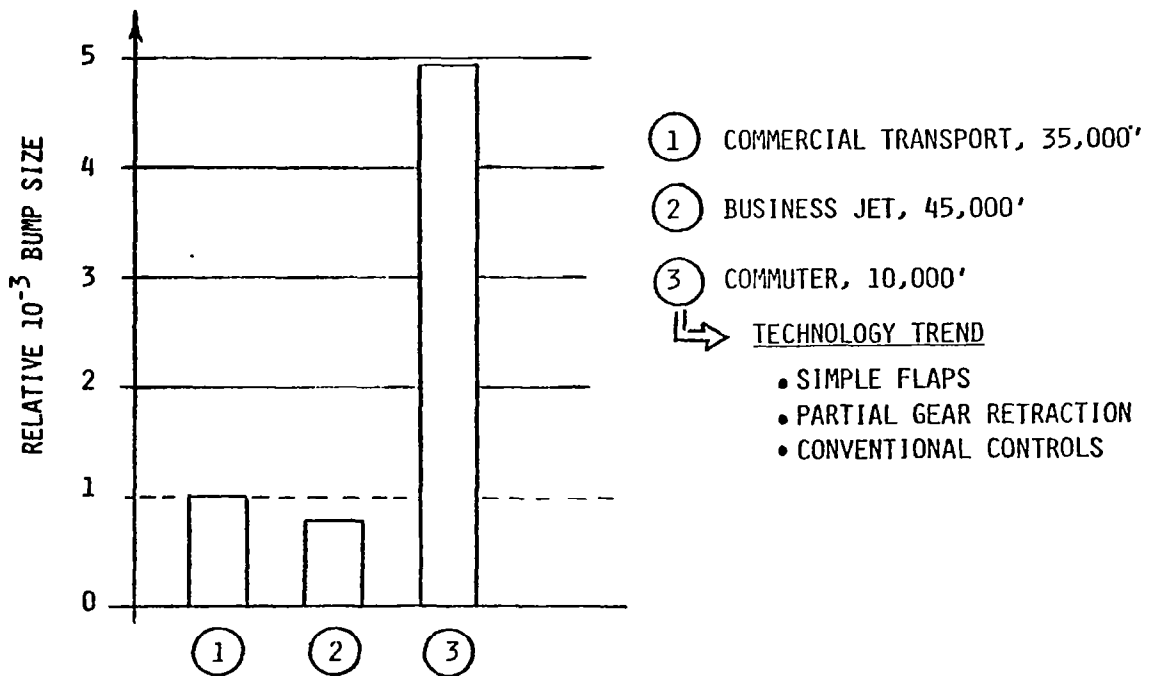 5
4
3
2
1
0
RELATIVE 10⁻³ BUMP SIZE
1
2
3
1 COMMERCIAL TRANSPORT, 35,000'
2 BUSINESS JET, 45,000'
3 COMMUTER, 10,000'
TECHNOLOGY TREND
• SIMPLE FLAPS
• PARTIAL GEAR RETRACTION
• CONVENTIONAL CONTROLS